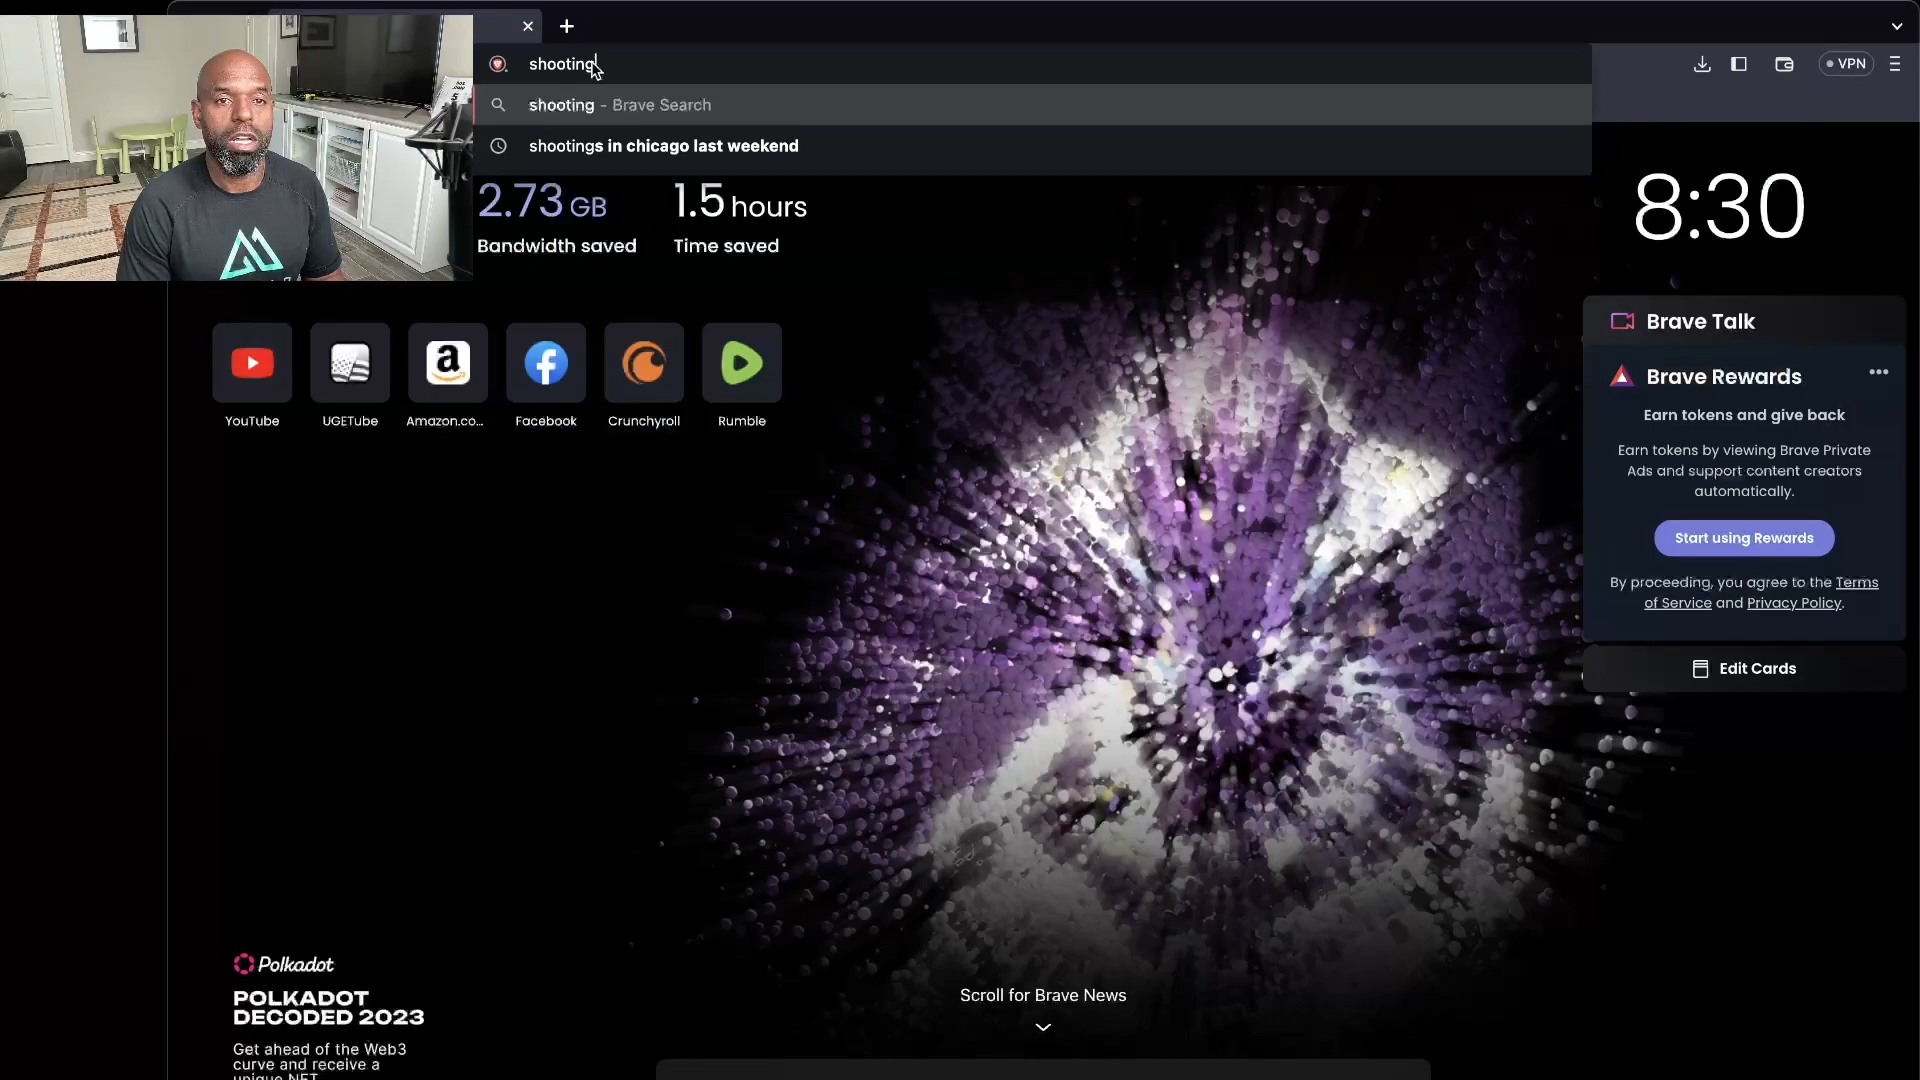 shooting
VPN
shooting - Brave Search
shootings in chicago last weekend
2.73 GB
1.5 hours
Bandwidth saved
Time saved
8:30
YouTube
UGETube
Amazon.co...
Facebook
Crunchyroll
Rumble
Brave Talk
Brave Rewards
Earn tokens and give back
Earn tokens by viewing Brave Private
Ads and support content creators
automatically.
Start using Rewards
By proceeding, you agree to the Terms
of Service and Privacy Policy.
Edit Cards
Polkadot
POLKADOT
DECODED 2023
Get ahead of the Web3
curve and receive a
unique NFT
Scroll for Brave News